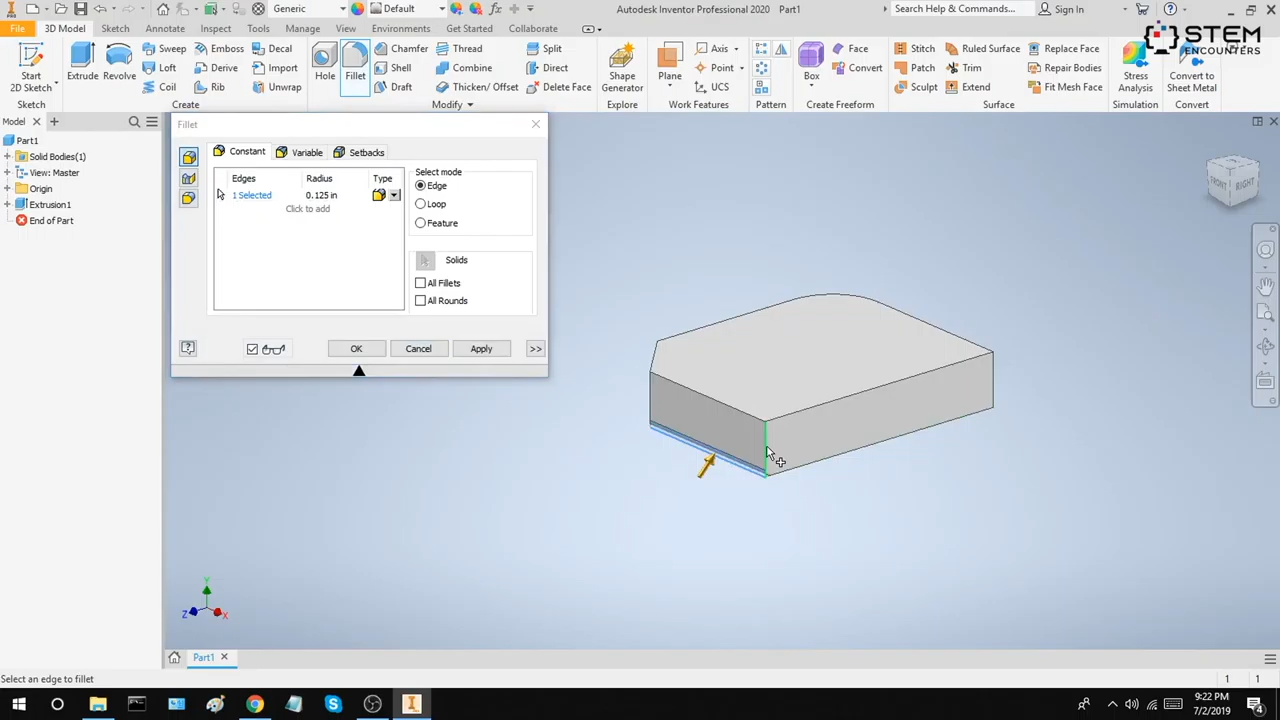 Generic
Default
Autodesk Inventor Professional 2020 Part1
Search Help & Commands...
Sign In
File
3D Model
Sketch
Annotate
Inspect
Tools
Manage
View
Environments
Get Started
Collaborate
STEM
ENCOUNTERS
Start
2D Sketch
Extrude
Revolve
Sweep
Emboss
Decal
Loft
Derive
Import
Coil
Rib
Unwrap
Hole
Fillet
Chamfer
Thread
Split
Shell
Combine
Direct
Draft
Thicken/ Offset
Delete Face
Shape
Generator
Plane
Axis
Point
UCS
Box
Face
Convert
Stitch
Ruled Surface
Replace Face
Patch
Trim
Repair Bodies
Sculpt
Extend
Fit Mesh Face
Stress
Analysis
Convert to
Sheet Metal
Sketch
Create
Modify
Explore
Work Features
Pattern
Create Freeform
Surface
Simulation
Convert
Model
Part1
Solid Bodies(1)
View: Master
Origin
Extrusion1
End of Part
Fillet
Constant
Variable
Setbacks
Edges
Radius
Type
1 Selected
0.125 in
Click to add
Select mode
Edge
Loop
Feature
Solids
All Fillets
All Rounds
OK
Cancel
Apply
>>
FRONT
RIGHT
Y
Z
X
Part1
Select an edge to fillet
1
1
9:22 PM
7/2/2019
4